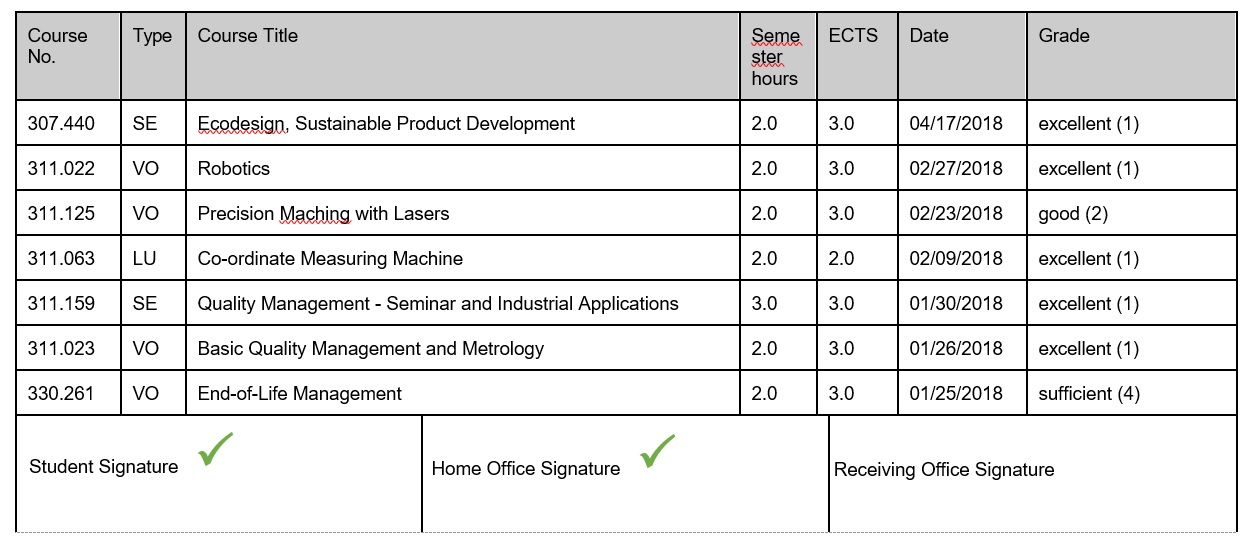 Course No. Type Course Title Seme ster hours ECTS Date Grade
307.440 SE Ecodesign, Sustainable Product Development 2.0 3.0 04/17/2018 excellent (1)
311.022 VO Robotics 2.0 3.0 02/27/2018 excellent (1)
311.125 VO Precision Maching with Lasers 2.0 3.0 02/23/2018 good (2)
311.063 LU Co-ordinate Measuring Machine 2.0 2.0 02/09/2018 excellent (1)
311.159 SE Quality Management - Seminar and Industrial Applications 3.0 3.0 01/30/2018 excellent (1)
311.023 VO Basic Quality Management and Metrology 2.0 3.0 01/26/2018 excellent (1)
330.261 VO End-of-Life Management 2.0 3.0 01/25/2018 sufficient (4)
Student Signature Home Office Signature Receiving Office Signature